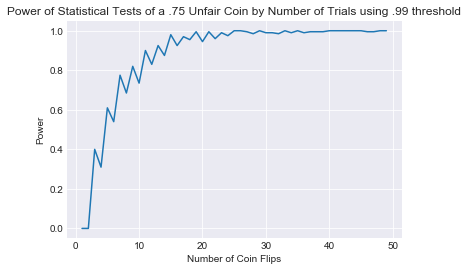 Power of Statistical Tests of a .75 Unfair Coin by Number of Trials using .99 threshold
1.0
0.8
0.6
0.4
0.2
0.0
Power
0 10 20 30 40 50
Number of Coin Flips